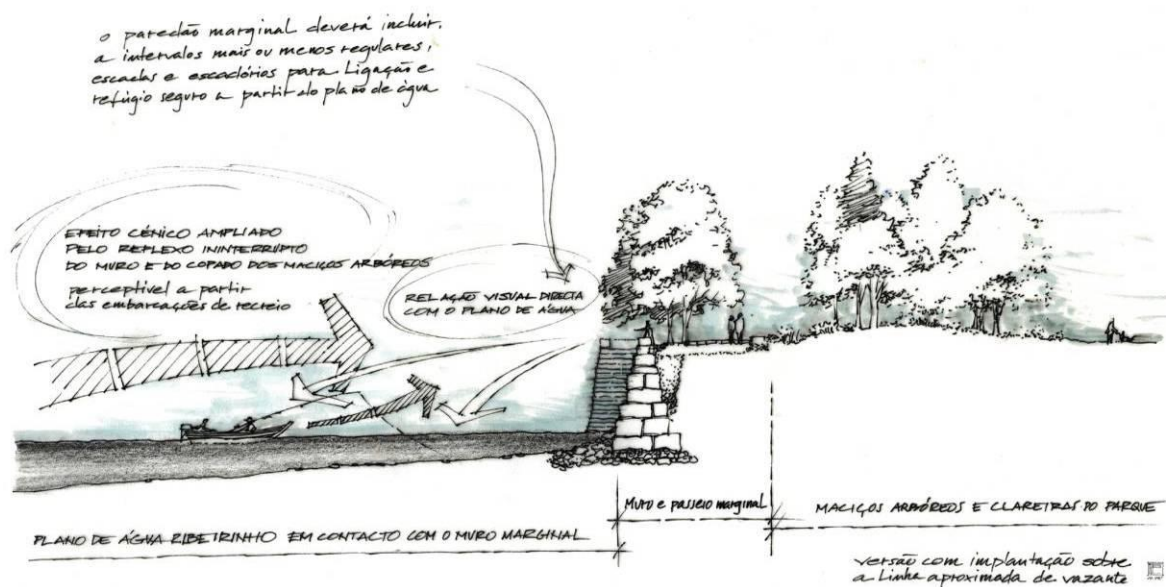 o paredão marginal deverá incluir,
a intervalos mais ou menos regulares,
escadas e escadórias para ligação e
refúgio seguro a partir do plano de água
EFEITO CÉNICO AMPLIADO
PELO REFLEXO ININTERRUPTO
DO MURO E DO COPADO DOS MACIÇOS ARBÓREOS
perceptível a partir
das embarcações de recreio
RELAÇÃO VISUAL DIRECTA
COM O PLANO DE ÁGUA
PLANO DE ÁGUA RIBEIRINHO EM CONTACTO COM O MURO MARGINAL
Muro e passeio marginal
MACIÇOS ARBÓREOS E CLAREIRAS DO PARQUE
versão com implantação sobre
a linha aproximada de vazante